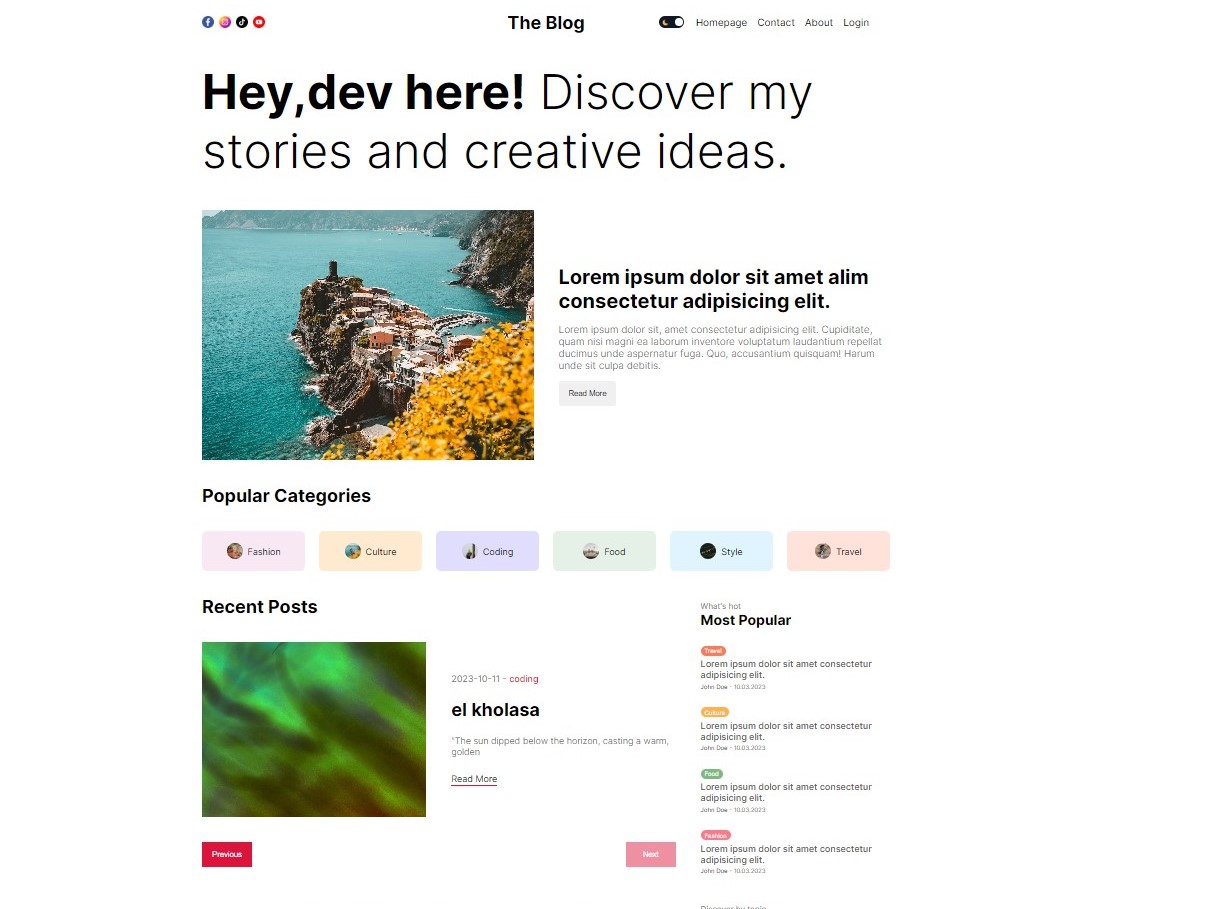 The Blog
Homepage Contact About Login
Hey,dev here! Discover my
stories and creative ideas.
Lorem ipsum dolor sit amet alim
consectetur adipisicing elit.
Lorem ipsum dolor sit, amet consectetur adipisicing elit. Cupiditate,
quam nisi magni ea laborum inventore voluptatum laudantium repellat
ducimus unde aspernatur fuga. Quo, accusantium quisquam! Harum
unde sit culpa debitis.
Read More
Popular Categories
Fashion
Culture
Coding
Food
Style
Travel
Recent Posts
2023-10-11 - coding
el kholasa
"The sun dipped below the horizon, casting a warm,
golden
Read More
Previous
Next
What's hot
Most Popular
Travel
Lorem ipsum dolor sit amet consectetur
adipisicing elit.
John Doe - 10.03.2023
Culture
Lorem ipsum dolor sit amet consectetur
adipisicing elit.
John Doe - 10.03.2023
Food
Lorem ipsum dolor sit amet consectetur
adipisicing elit.
John Doe - 10.03.2023
Fashion
Lorem ipsum dolor sit amet consectetur
adipisicing elit.
John Doe - 10.03.2023
Discover by topic